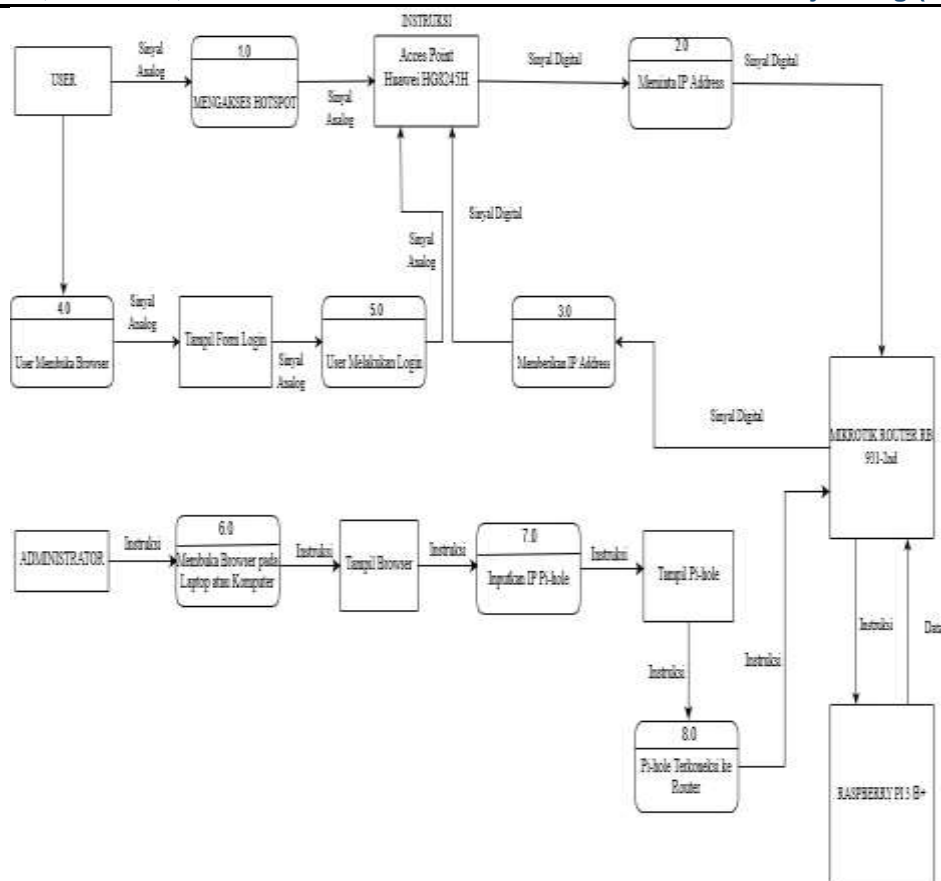 INSTRUKSI
USER
Sinyal
Analog
1.0
MENGAKSES HOTSPOT
Sinyal
Analog
Acces Point
Huawei HG8245H
Sinyal Digital
2.0
Meminta IP Address
Sinyal Digital
Sinyal Digital
Sinyal
Analog
4.0
User Membuka Browser
Sinyal
Analog
Tampil Form Login
Sinyal
Analog
5.0
User Melakukan Login
3.0
Memberikan IP Address
Sinyal Digital
MIKROTIK ROUTER RB
931-2nd
ADMINISTRATOR
Instruksi
6.0
Membuka Browser pada
Laptop atau Komputer
Instruksi
Tampil Browser
Instruksi
7.0
Inputkan IP Pi-hole
Instruksi
Tampil Pi-hole
Instruksi
Instruksi
Instruksi
Data
8.0
Pi-hole Terkoneksi ke
Router
RASPBERRY PI 3 B+